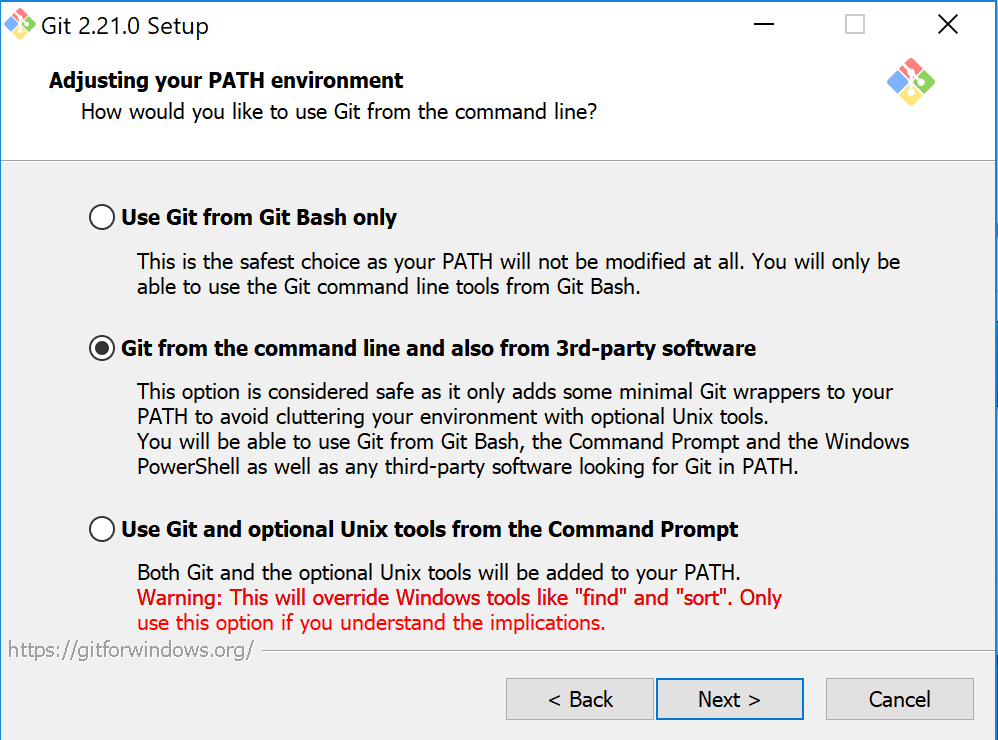 Git 2.21.0 Setup
Adjusting your PATH environment
How would you like to use Git from the command line?
Use Git from Git Bash only
This is the safest choice as your PATH will not be modified at all. You will only be
able to use the Git command line tools from Git Bash.
Git from the command line and also from 3rd-party software
This option is considered safe as it only adds some minimal Git wrappers to your
PATH to avoid cluttering your environment with optional Unix tools.
You will be able to use Git from Git Bash, the Command Prompt and the Windows
PowerShell as well as any third-party software looking for Git in PATH.
Use Git and optional Unix tools from the Command Prompt
Both Git and the optional Unix tools will be added to your PATH.
Warning: This will override Windows tools like "find" and "sort". Only
use this option if you understand the implications.
https://gitforwindows.org/
< Back Next > Cancel